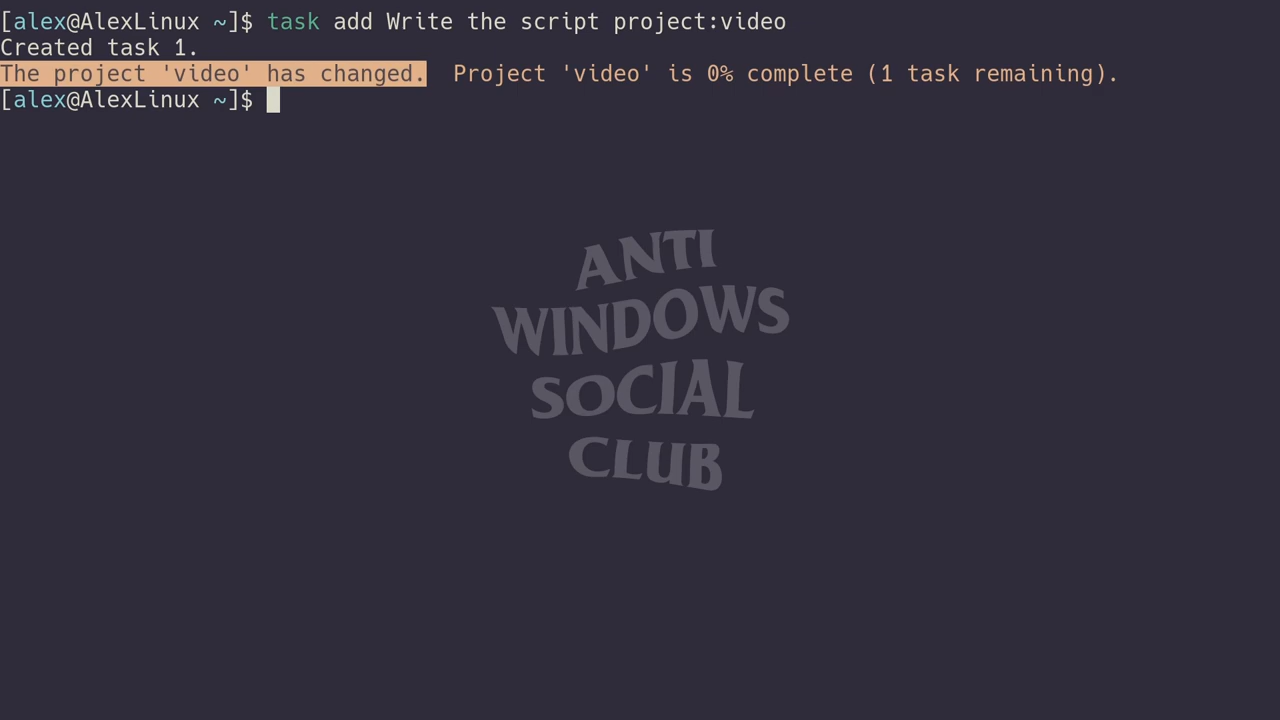 [alex@AlexLinux ~]$ task add Write the script project:video
Created task 1.
The project 'video' has changed.  Project 'video' is 0% complete (1 task remaining).
[alex@AlexLinux ~]$
ANTI
WINDOWS
SOCIAL
CLUB